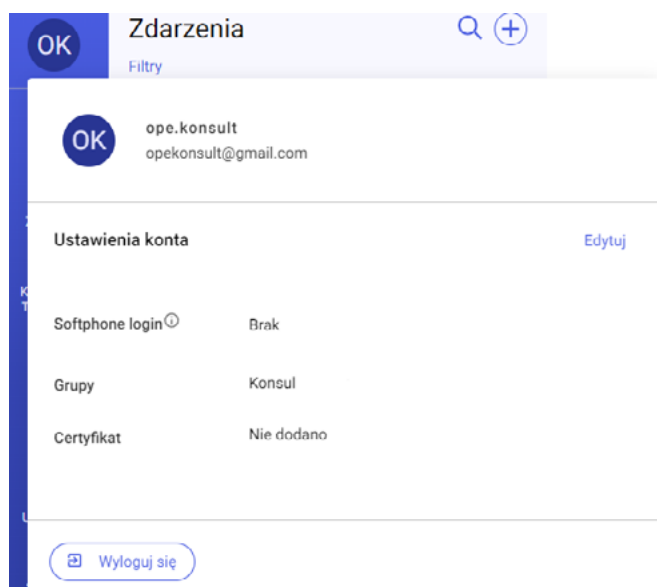 OK
Zdarzenia
Filtry
OK
ope.konsult
opekonsult@gmail.com
Ustawienia konta
Edytuj
Softphone login
Brak
Grupy
Konsul
Certyfikat
Nie dodano
Wyloguj się